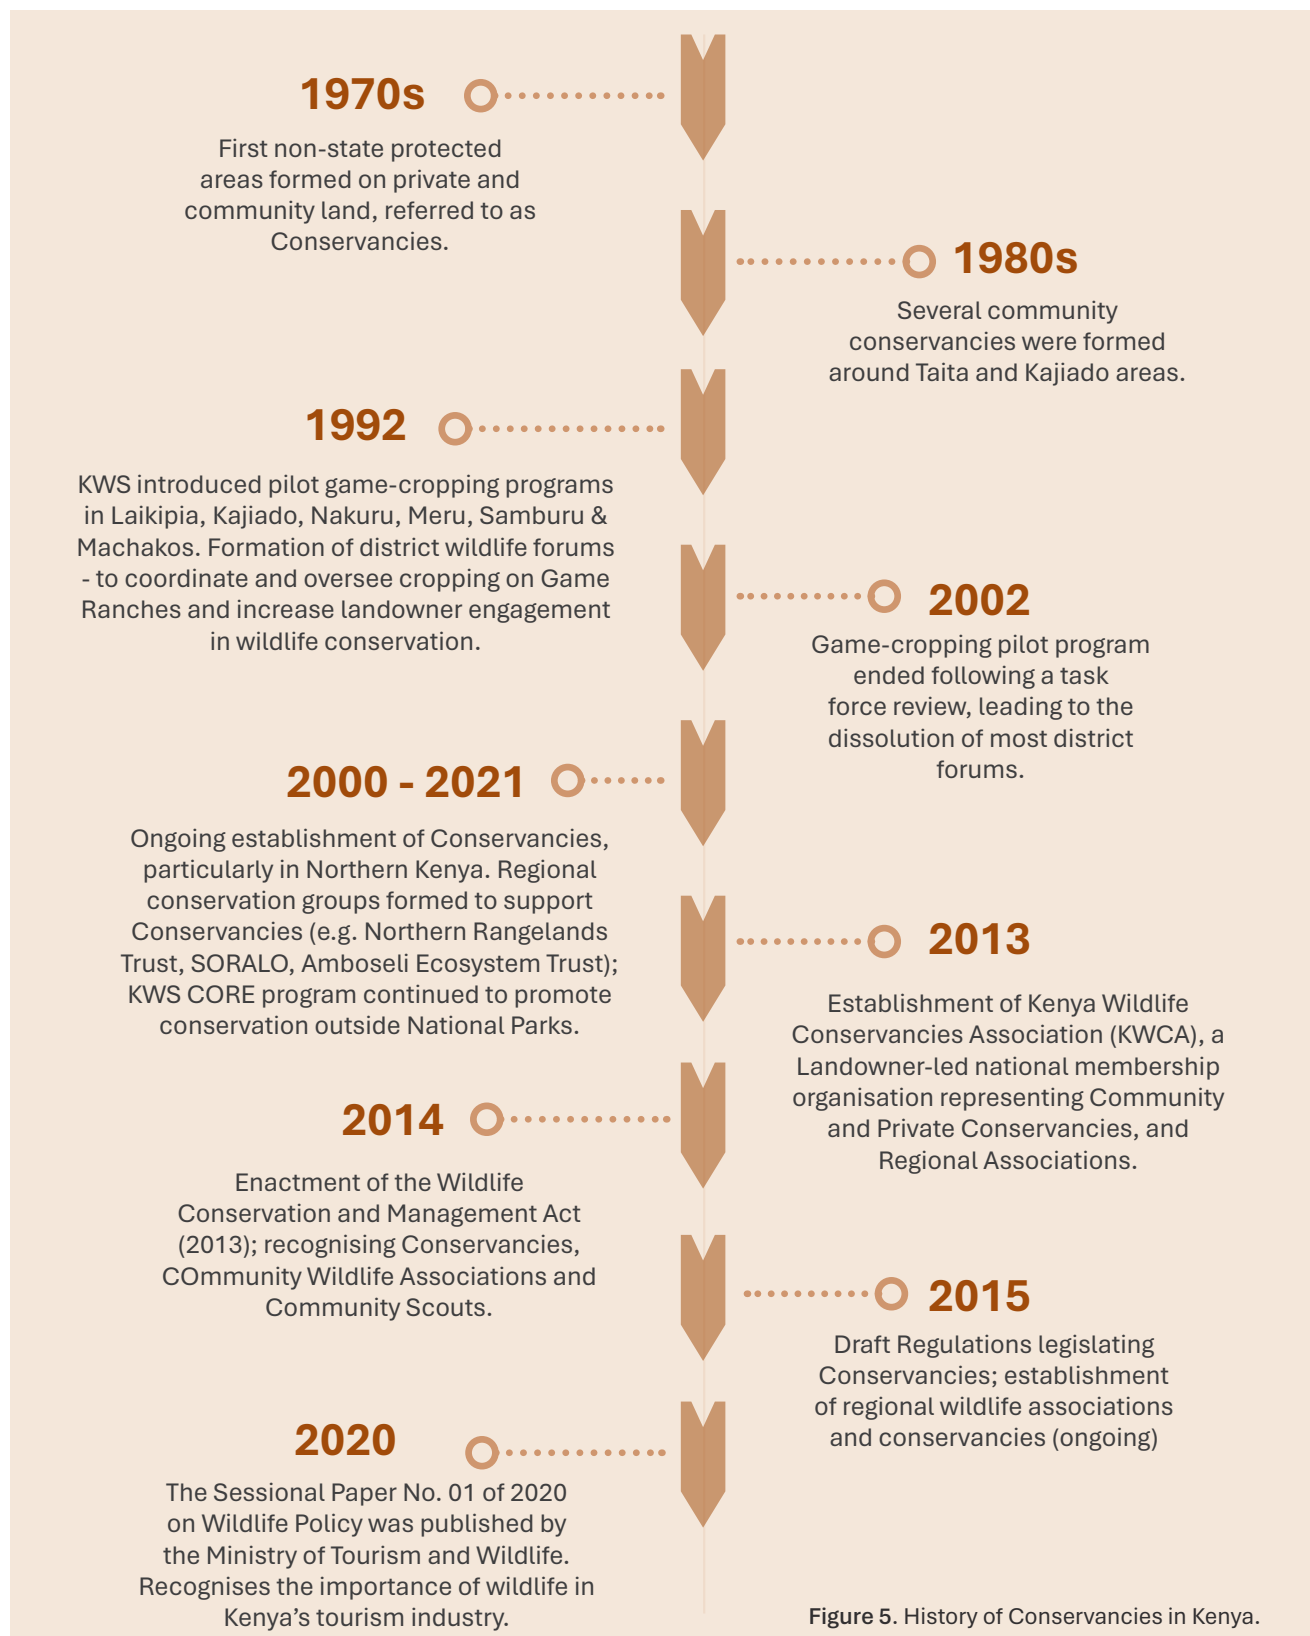 1970s
First non-state protected
areas formed on private and
community land, referred to as
Conservancies.
1980s
Several community
conservancies were formed
around Taita and Kajiado areas.
1992
KWS introduced pilot game-cropping programs
in Laikipia, Kajiado, Nakuru, Meru, Samburu &
Machakos. Formation of district wildlife forums
- to coordinate and oversee cropping on Game
Ranches and increase landowner engagement
in wildlife conservation.
2002
Game-cropping pilot program
ended following a task
force review, leading to the
dissolution of most district
forums.
2000 - 2021
Ongoing establishment of Conservancies,
particularly in Northern Kenya. Regional
conservation groups formed to support
Conservancies (e.g. Northern Rangelands
Trust, SORALO, Amboseli Ecosystem Trust);
KWS CORE program continued to promote
conservation outside National Parks.
2013
Establishment of Kenya Wildlife
Conservancies Association (KWCA), a
Landowner-led national membership
organisation representing Community
and Private Conservancies, and
Regional Associations.
2014
Enactment of the Wildlife
Conservation and Management Act
(2013); recognising Conservancies,
COmmunity Wildlife Associations and
Community Scouts.
2015
Draft Regulations legislating
Conservancies; establishment
of regional wildlife associations
and conservancies (ongoing)
2020
The Sessional Paper No. 01 of 2020
on Wildlife Policy was published by
the Ministry of Tourism and Wildlife.
Recognises the importance of wildlife in
Kenya's tourism industry.
Figure 5. History of Conservancies in Kenya.